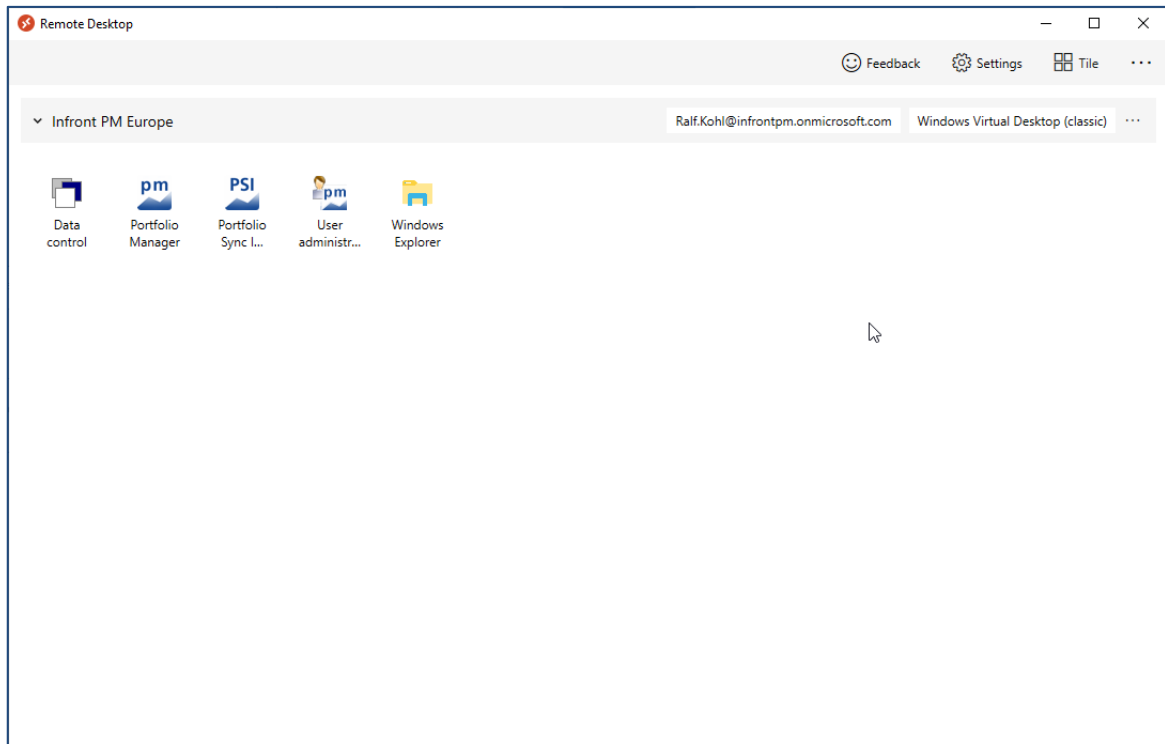 Remote Desktop
Feedback
Settings
Tile
Infront PM Europe
Ralf.Kohl@infrontpm.onmicrosoft.com
Windows Virtual Desktop (classic)
pm
PSI
pm
Data
control
Portfolio
Manager
Portfolio
Sync I...
User
administr...
Windows
Explorer